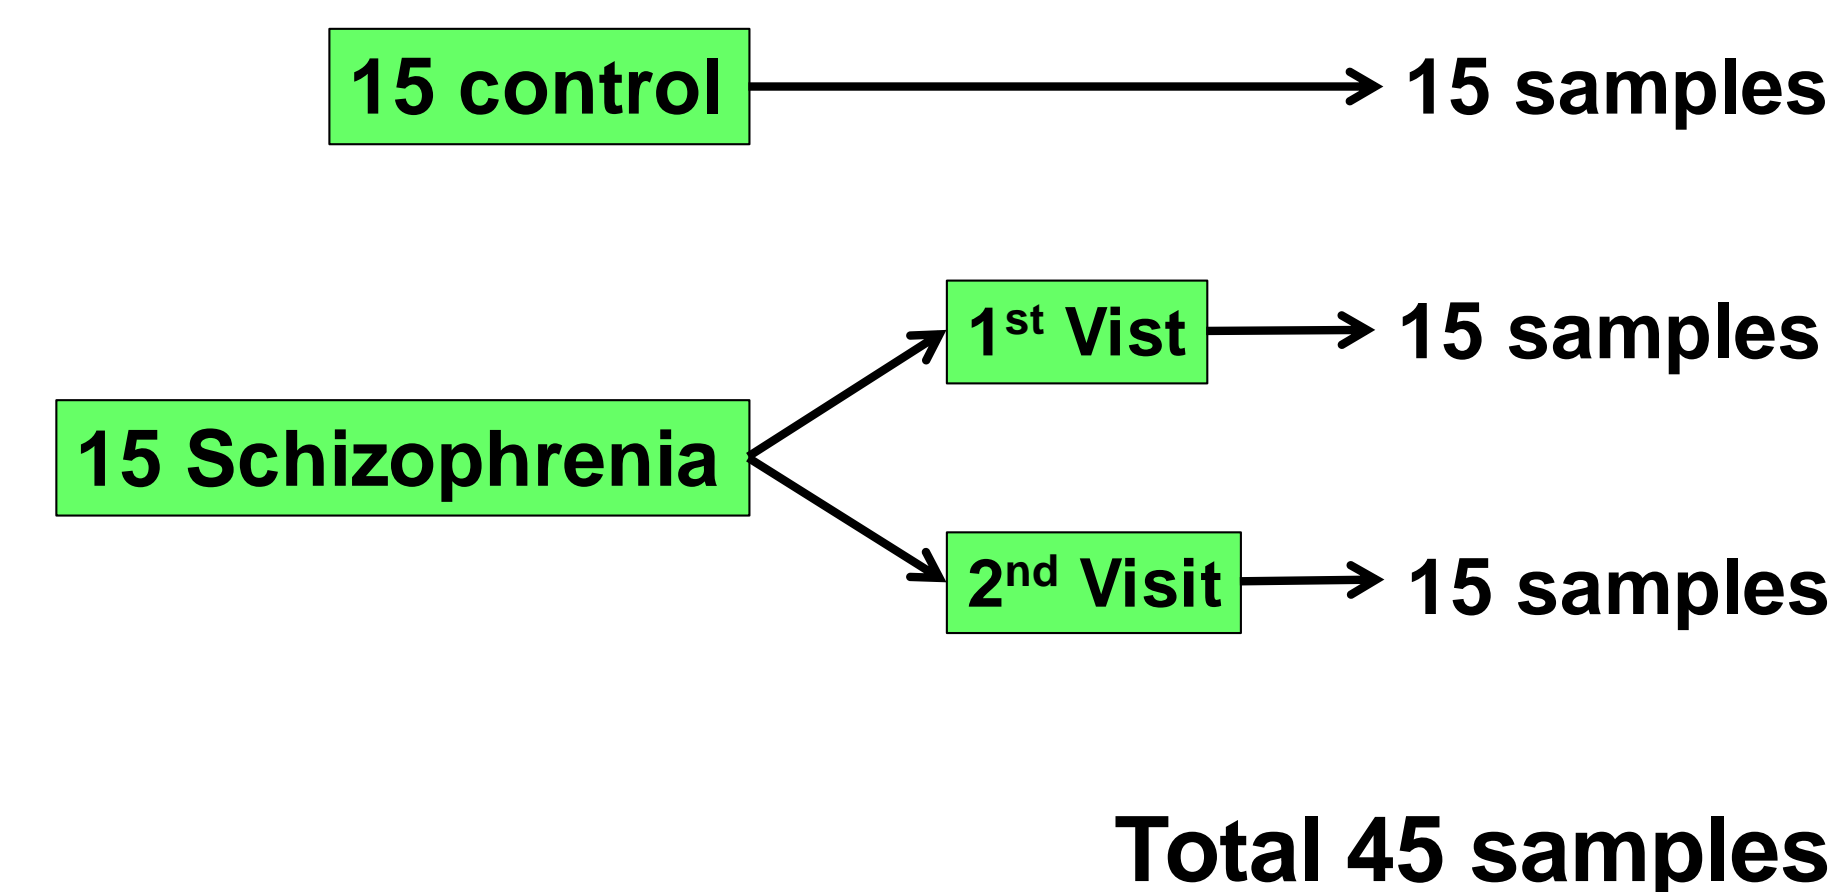 15 control
15 samples
1st Vist
15 samples
15 Schizophrenia
2nd Visit
15 samples
Total 45 samples